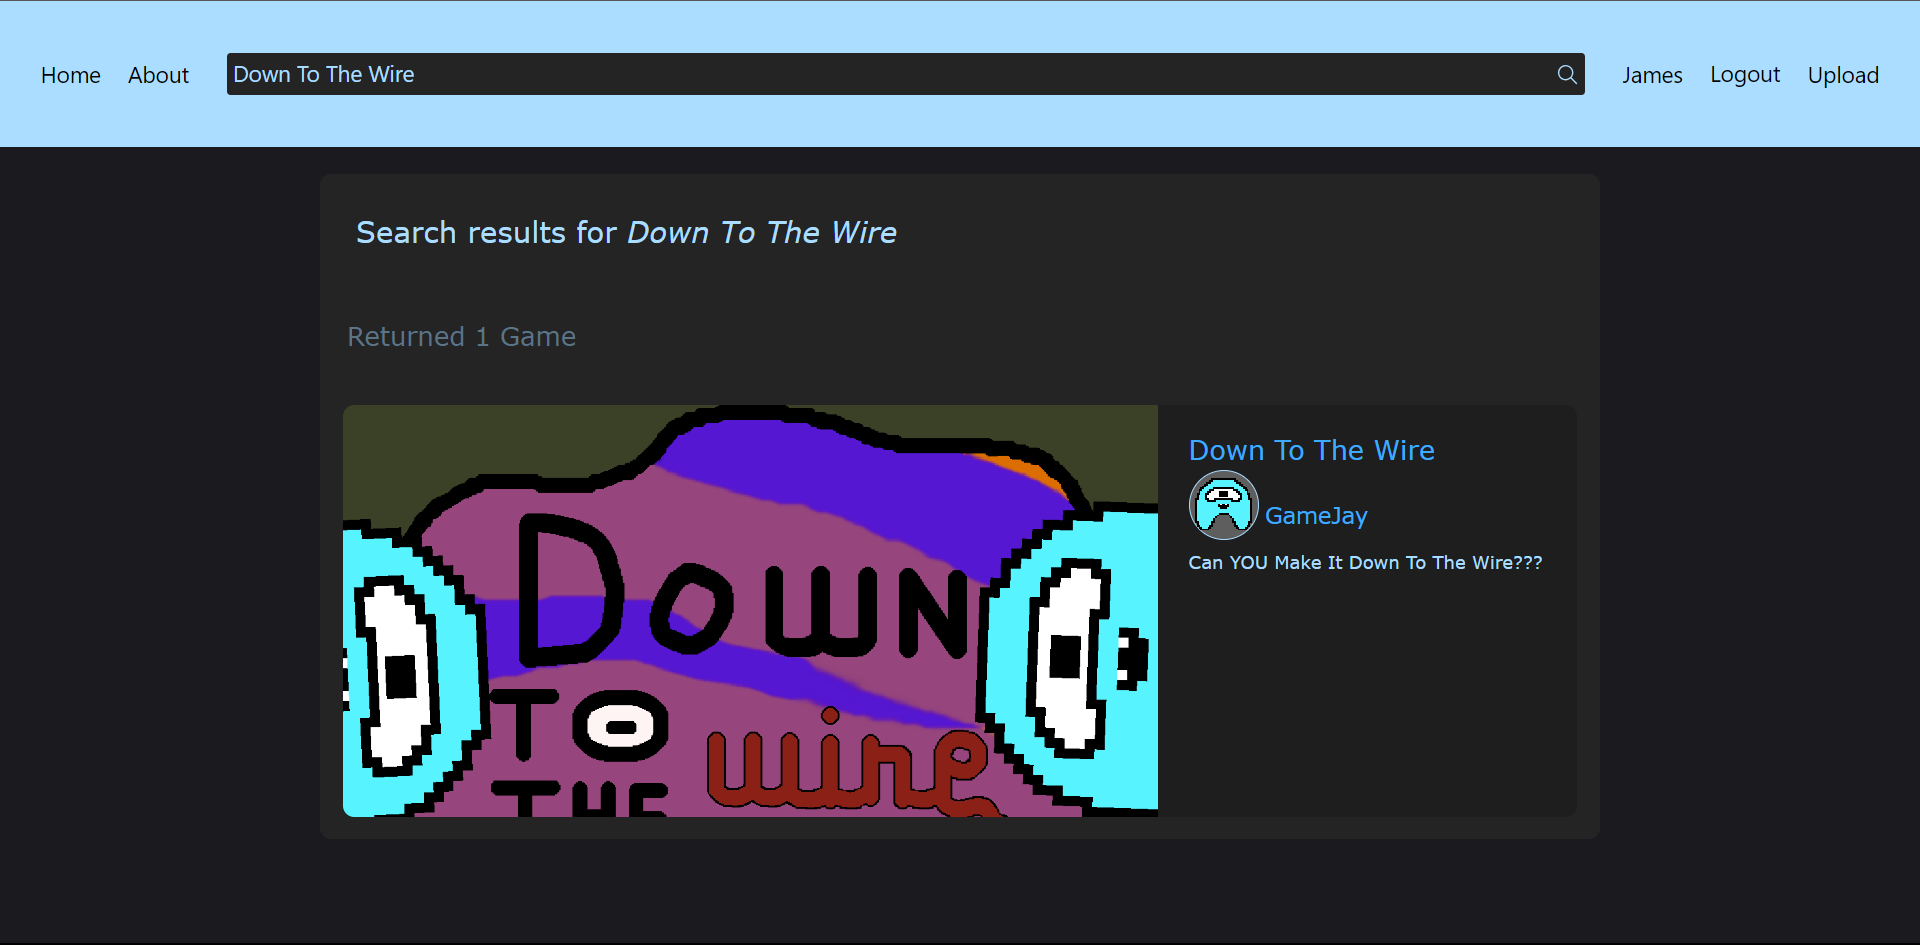 Home About Down To The Wire James Logout Upload
Search results for Down To The Wire
Returned 1 Game
DOWN
TO
THE wire
Down To The Wire
GameJay
Can YOU Make It Down To The Wire???